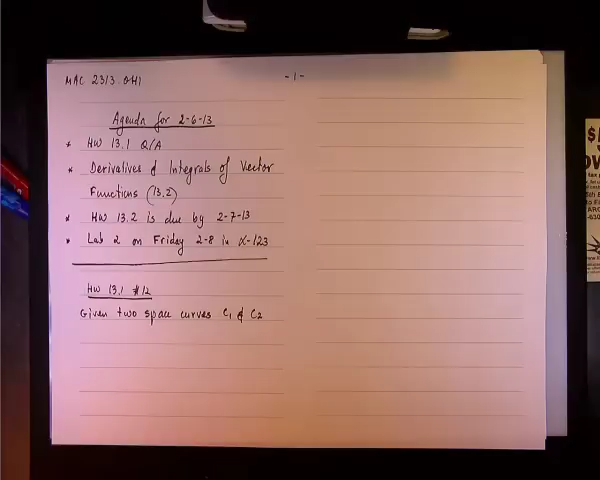 MAC 2313.0H1
-1-
Agenda for 2-6-13
* HW 13.1 Q/A
* Derivatives & Integrals of Vector
Functions (13.2)
* HW 13.2 is due by 2-7-13
* Lab 2 on Friday 2-8 in X-123
HW 13.1 #12
Given two space curves C1 & C2